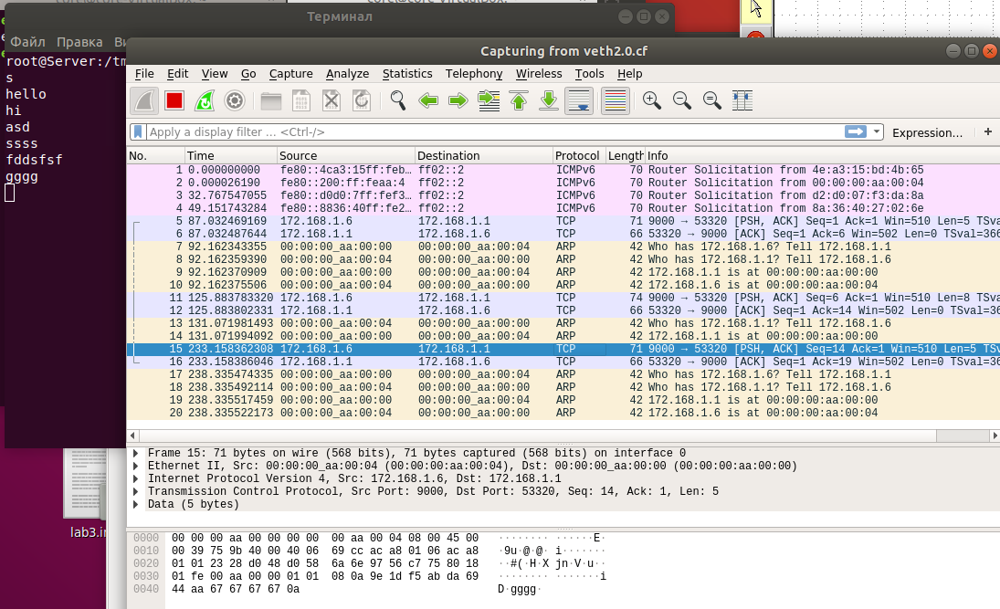 Терминал
Файл Правка Ви
root@Server:/tm
s
hello
hi
asd
ssss
fddsfsf
gggg
lab3.i
Capturing from veth2.0.cf
File Edit View Go Capture Analyze Statistics Telephony Wireless Tools Help
Apply a display filter ... <Ctrl-/> Expression... +
No. Time Source Destination Protocol Length Info
1 0.000000000 fe80::4ca3:15ff:feb… ff02::2 ICMPv6 70 Router Solicitation from 4e:a3:15:bd:4b:65
2 0.000026190 fe80::200:ff:feaa:4 ff02::2 ICMPv6 70 Router Solicitation from 00:00:00:aa:00:04
3 32.767547055 fe80::d0d0:7ff:fef3… ff02::2 ICMPv6 70 Router Solicitation from d2:d0:07:f3:da:8a
4 49.151743284 fe80::8836:40ff:fe2… ff02::2 ICMPv6 70 Router Solicitation from 8a:36:40:27:02:6e
5 87.032469169 172.168.1.6 172.168.1.1 TCP 71 9000 → 53320 [PSH, ACK] Seq=1 Ack=1 Win=510 Len=5 TSva
6 87.032487644 172.168.1.1 172.168.1.6 TCP 66 53320 → 9000 [ACK] Seq=1 Ack=6 Win=502 Len=0 TSval=366
7 92.162343355 00:00:00_aa:00:00 00:00:00_aa:00:04 ARP 42 Who has 172.168.1.6? Tell 172.168.1.1
8 92.162359390 00:00:00_aa:00:04 00:00:00_aa:00:00 ARP 42 Who has 172.168.1.1? Tell 172.168.1.6
9 92.162370909 00:00:00_aa:00:00 00:00:00_aa:00:04 ARP 42 172.168.1.1 is at 00:00:00:aa:00:00
10 92.162375506 00:00:00_aa:00:04 00:00:00_aa:00:00 ARP 42 172.168.1.6 is at 00:00:00:aa:00:04
11 125.883783320 172.168.1.6 172.168.1.1 TCP 74 9000 → 53320 [PSH, ACK] Seq=6 Ack=1 Win=510 Len=8 TSva
12 125.883802331 172.168.1.1 172.168.1.6 TCP 66 53320 → 9000 [ACK] Seq=1 Ack=14 Win=502 Len=0 TSval=36
13 131.071981493 00:00:00_aa:00:04 00:00:00_aa:00:00 ARP 42 Who has 172.168.1.1? Tell 172.168.1.6
14 131.071994092 00:00:00_aa:00:00 00:00:00_aa:00:04 ARP 42 172.168.1.1 is at 00:00:00:aa:00:00
15 233.158362308 172.168.1.6 172.168.1.1 TCP 71 9000 → 53320 [PSH, ACK] Seq=14 Ack=1 Win=510 Len=5 TSv
16 233.158386046 172.168.1.1 172.168.1.6 TCP 66 53320 → 9000 [ACK] Seq=1 Ack=19 Win=502 Len=0 TSval=36
17 238.335474335 00:00:00_aa:00:00 00:00:00_aa:00:04 ARP 42 Who has 172.168.1.6? Tell 172.168.1.1
18 238.335492114 00:00:00_aa:00:04 00:00:00_aa:00:00 ARP 42 Who has 172.168.1.1? Tell 172.168.1.6
19 238.335517459 00:00:00_aa:00:00 00:00:00_aa:00:04 ARP 42 172.168.1.1 is at 00:00:00:aa:00:00
20 238.335522173 00:00:00_aa:00:04 00:00:00_aa:00:00 ARP 42 172.168.1.6 is at 00:00:00:aa:00:04
Frame 15: 71 bytes on wire (568 bits), 71 bytes captured (568 bits) on interface 0
Ethernet II, Src: 00:00:00_aa:00:04 (00:00:00:aa:00:04), Dst: 00:00:00_aa:00:00 (00:00:00:aa:00:00)
Internet Protocol Version 4, Src: 172.168.1.6, Dst: 172.168.1.1
Transmission Control Protocol, Src Port: 9000, Dst Port: 53320, Seq: 14, Ack: 1, Len: 5
Data (5 bytes)
0000 00 00 00 aa 00 00 00 00 00 aa 00 04 08 00 45 00 ········ ······E·
0010 00 39 75 9b 40 00 40 06 69 cc ac a8 01 06 ac a8 ·9u·@·@· i·······
0020 01 01 23 28 d0 48 d0 58 6a 6e 97 56 c7 75 80 18 ··#(·H·X jn·V·u··
0030 01 fe 00 aa 00 00 01 01 08 0a 9e 1d f5 ab da 69 ········ ·······i
0040 44 aa 67 67 67 67 0a D·gggg·